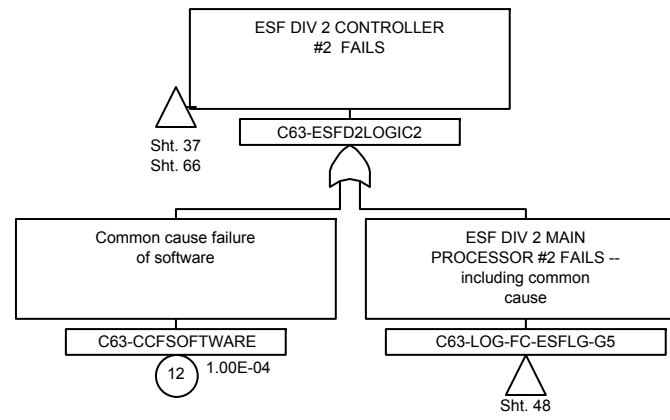 ESF DIV 2 CONTROLLER
#2 FAILS
Sht. 37
Sht. 66
C63-ESFD2LOGIC2
Common cause failure
of software
C63-CCFSOFTWARE
12
1.00E-04
ESF DIV 2 MAIN
PROCESSOR #2 FAILS --
including common
cause
C63-LOG-FC-ESFLG-G5
Sht. 48